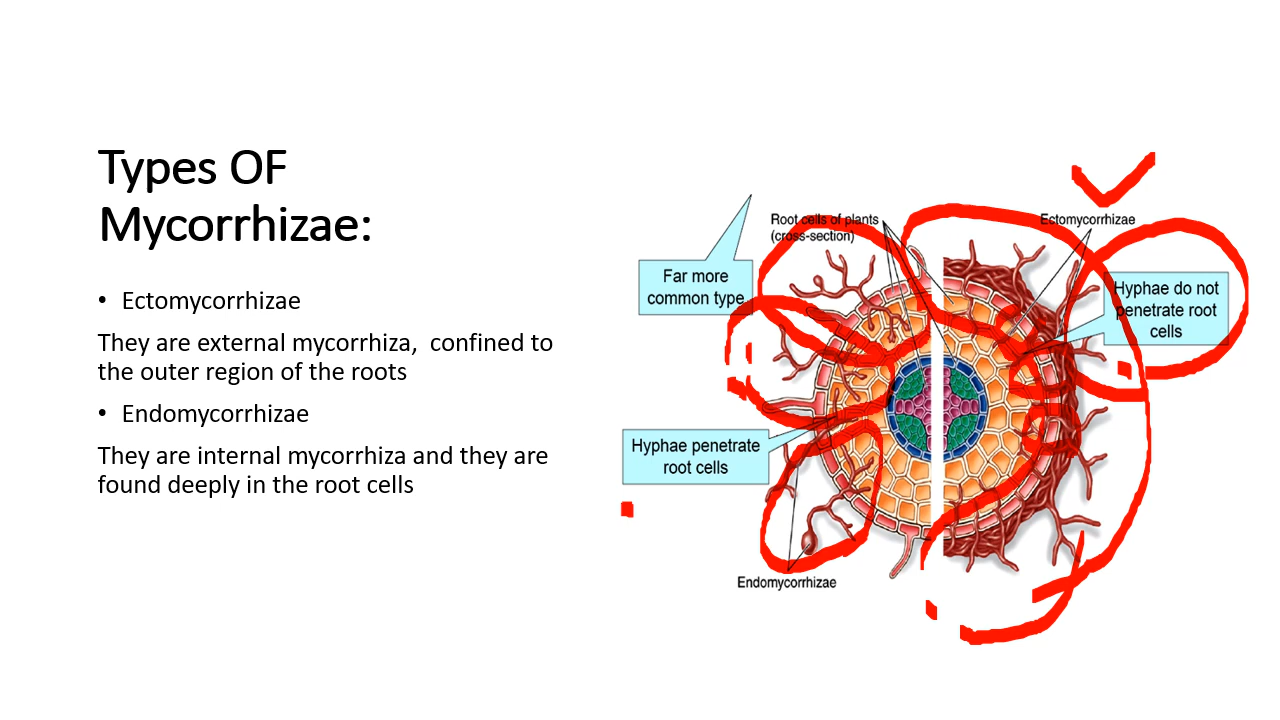 Types OF
Mycorrhizae:
• Ectomycorrhizae
They are external mycorrhiza, confined to
the outer region of the roots
• Endomycorrhizae
They are internal mycorrhiza and they are
found deeply in the root cells
Root cells of plants
(cross-section)
Ectomycorrhizae
Far more
common type
Hyphae do not
penetrate root
cells
Hyphae penetrate
root cells
Endomycorrhizae